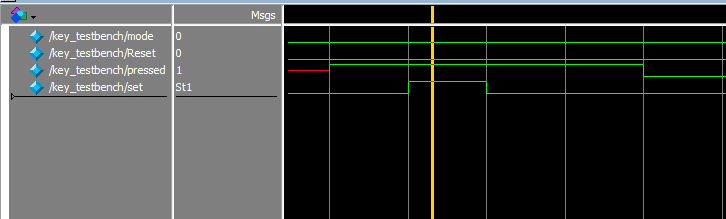 Msgs
/key_testbench/mode 0
/key_testbench/Reset 0
/key_testbench/pressed 1
/key_testbench/set St1